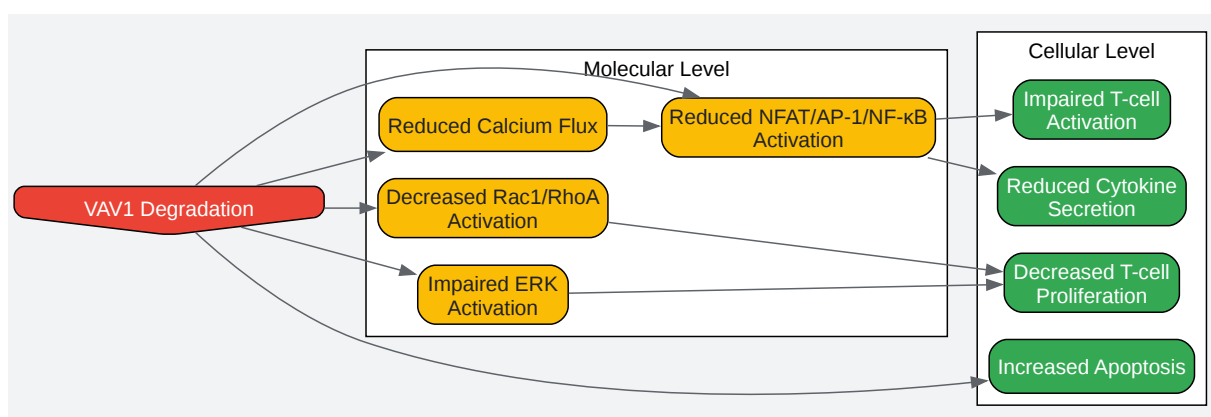 VAV1 Degradation
Molecular Level
Reduced Calcium Flux
Reduced NFAT/AP-1/NF-κB
Activation
Decreased Rac1/RhoA
Activation
Impaired ERK
Activation
Cellular Level
Impaired T-cell
Activation
Reduced Cytokine
Secretion
Decreased T-cell
Proliferation
Increased Apoptosis